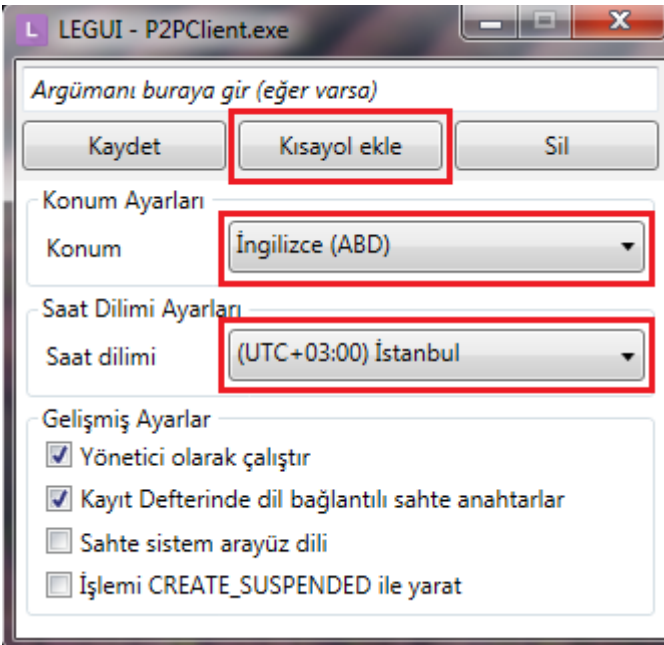 L LEGUI - P2PClient.exe
Argümanı buraya gir (eğer varsa)
Kaydet Kısayol ekle Sil
Konum Ayarları
Konum İngilizce (ABD)
Saat Dilimi Ayarları
Saat dilimi (UTC+03:00) İstanbul
Gelişmiş Ayarlar
Yönetici olarak çalıştır
Kayıt Defterinde dil bağlantılı sahte anahtarlar
Sahte sistem arayüz dili
İşlemi CREATE_SUSPENDED ile yarat